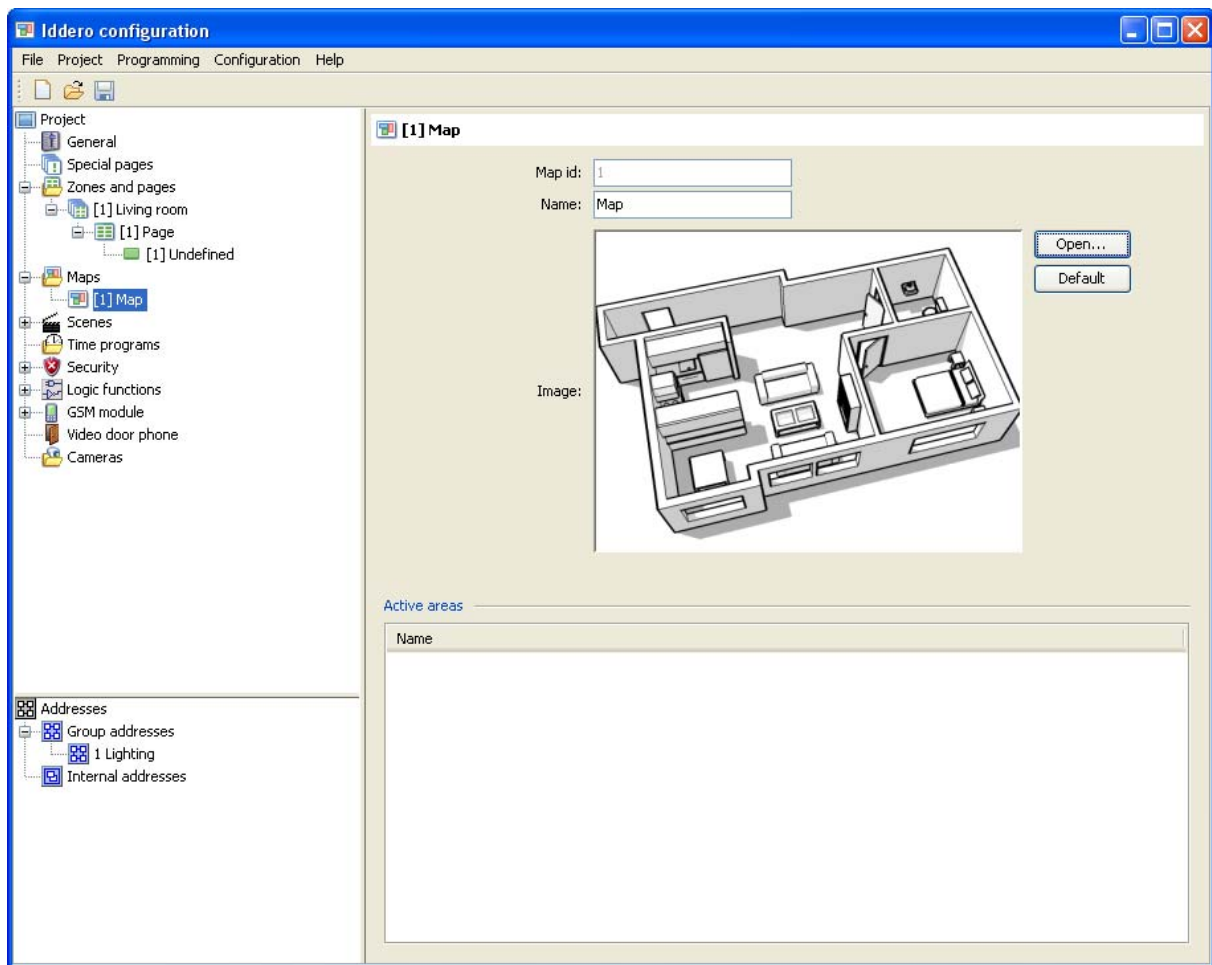 Iddero configuration
File Project Programming Configuration Help
Project
General
Special pages
Zones and pages
[1] Living room
[1] Page
[1] Undefined
Maps
[1] Map
Scenes
Time programs
Security
Logic functions
GSM module
Video door phone
Cameras
Addresses
Group addresses
1 Lighting
Internal addresses
[1] Map
Map id: 1
Name: Map
Open...
Default
Image:
Active areas
Name